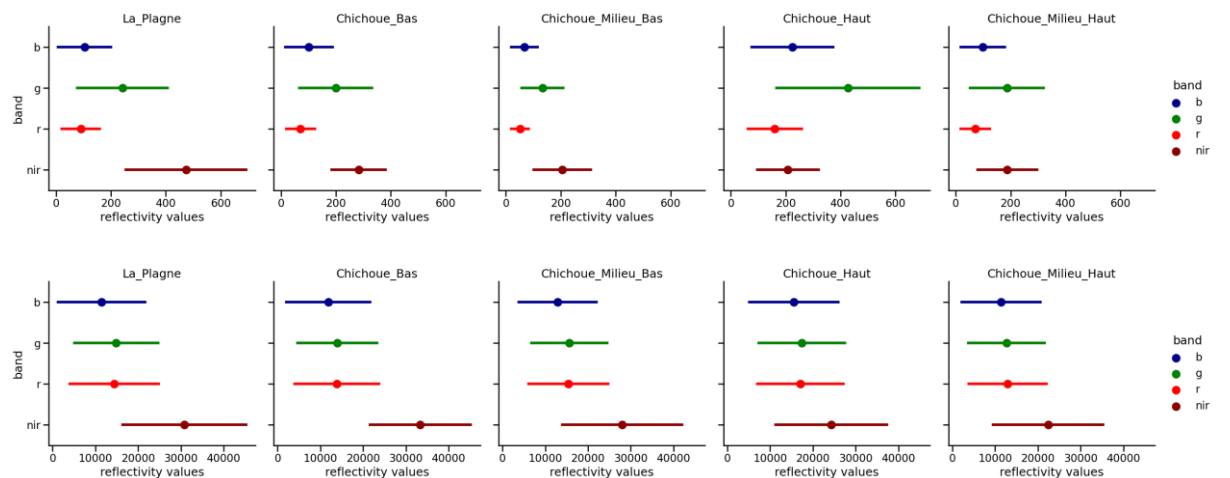 La_Plagne Chichoue_Bas Chichoue_Milieu_Bas Chichoue_Haut Chichoue_Milieu_Haut
b
g
r
nir
band
0 200 400 600 0 200 400 600 0 200 400 600 0 200 400 600 0 200 400 600
reflectivity values reflectivity values reflectivity values reflectivity values reflectivity values
band
b
g
r
nir
La_Plagne Chichoue_Bas Chichoue_Milieu_Bas Chichoue_Haut Chichoue_Milieu_Haut
b
g
r
nir
band
0 10000 20000 30000 40000 0 10000 20000 30000 40000 0 10000 20000 30000 40000 0 10000 20000 30000 40000 0 10000 20000 30000 40000
reflectivity values reflectivity values reflectivity values reflectivity values reflectivity values
band
b
g
r
nir